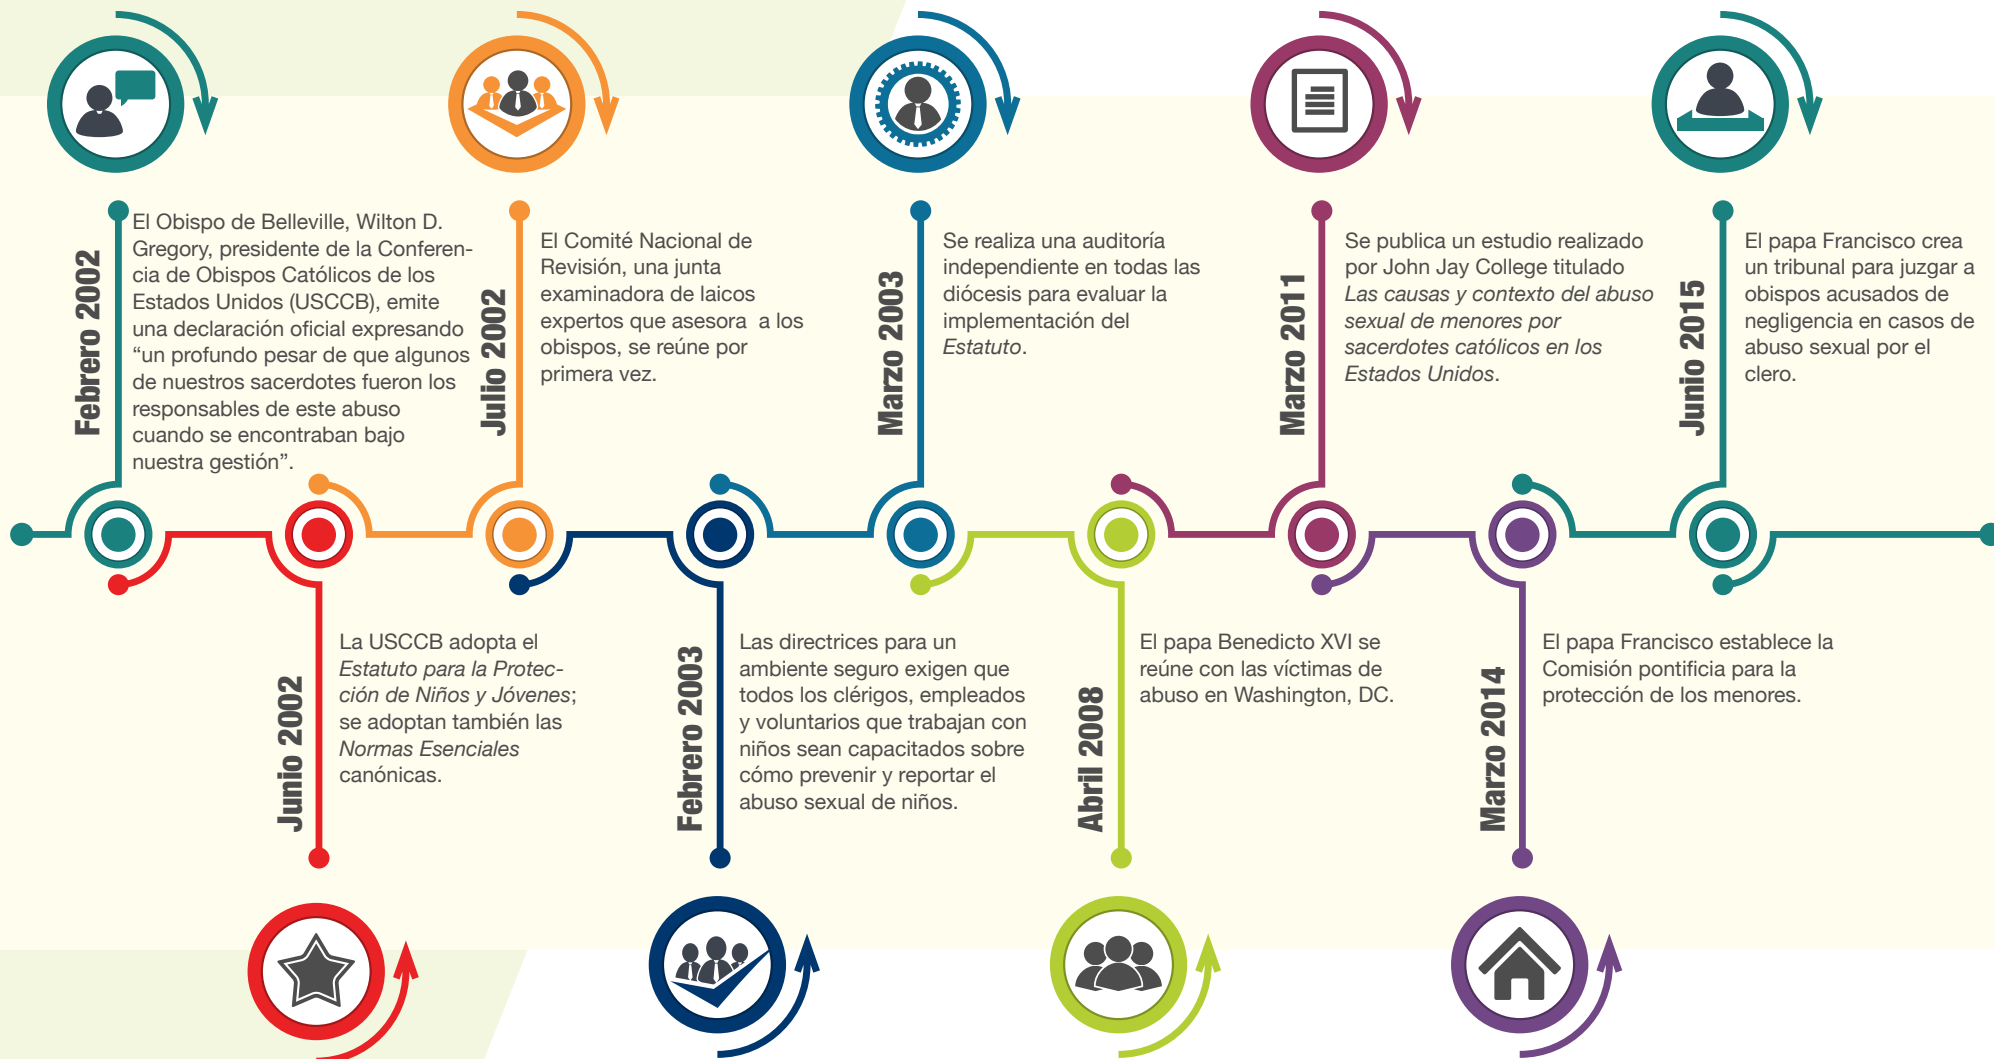 Febrero 2002
El Obispo de Belleville, Wilton D.
Gregory, presidente de la Conferen-
cia de Obispos Católicos de los
Estados Unidos (USCCB), emite
una declaración oficial expresando
“un profundo pesar de que algunos
de nuestros sacerdotes fueron los
responsables de este abuso
cuando se encontraban bajo
nuestra gestión”.
Junio 2002
La USCCB adopta el
Estatuto para la Protec-
ción de Niños y Jóvenes;
se adoptan también las
Normas Esenciales
canónicas.
Julio 2002
El Comité Nacional de
Revisión, una junta
examinadora de laicos
expertos que asesora a los
obispos, se reúne por
primera vez.
Febrero 2003
Las directrices para un
ambiente seguro exigen que
todos los clérigos, empleados
y voluntarios que trabajan con
niños sean capacitados sobre
cómo prevenir y reportar el
abuso sexual de niños.
Marzo 2003
Se realiza una auditoría
independiente en todas las
diócesis para evaluar la
implementación del
Estatuto.
Abril 2008
El papa Benedicto XVI se
reúne con las víctimas de
abuso en Washington, DC.
Marzo 2011
Se publica un estudio realizado
por John Jay College titulado
Las causas y contexto del abuso
sexual de menores por
sacerdotes católicos en los
Estados Unidos.
Marzo 2014
El papa Francisco establece la
Comisión pontificia para la
protección de los menores.
Junio 2015
El papa Francisco crea
un tribunal para juzgar a
obispos acusados de
negligencia en casos de
abuso sexual por el
clero.